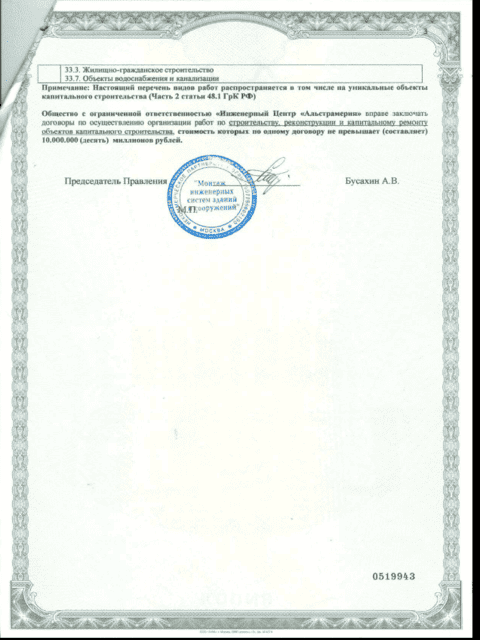 33.3. Жилищно-гражданское строительство
33.7. Объекты водоснабжения и канализации
Примечание: Настоящий перечень видов работ распространяется в том числе на уникальные объекты
капитального строительства (Часть 2 статьи 48.1 ГрК РФ)
Общество с ограниченной ответственностью «Инженерный Центр «Альстрамерия» вправе заключать
договоры по осуществлению организации работ по строительству, реконструкции и капитальному ремонту
объектов капитального строительства, стоимость которых по одному договору не превышает (составляет)
10.000.000 (десять) миллионов рублей.
Председатель Правления
Бусахин А.В.
"Монтаж
инженерных
систем зданий
и сооружений"
М.П.
МОСКВА
0519943